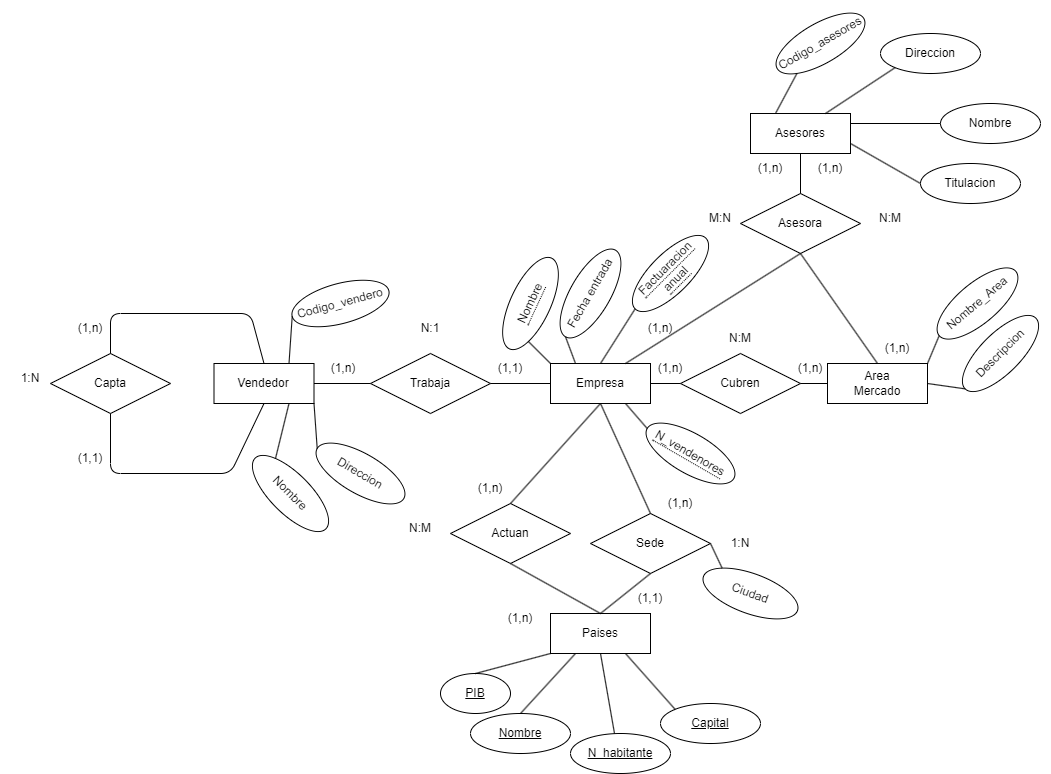 Codigo_asesores
Direccion
Asesores
Nombre
(1,n)
(1,n)
Titulacion
M:N
Asesora
N:M
Factuaracion
anual
Fecha entrada
Nombre
Codigo_vendero
Nombre_Area
(1,n)
N:1
(1,n)
N:M
(1,n)
Descripcion
1:N
Capta
Vendedor
(1,n)
Trabaja
(1,1)
Empresa
(1,n)
Cubren
(1,n)
Area
Mercado
(1,1)
Direccion
N_vendenores
Nombre
(1,n)
(1,n)
N:M
Actuan
Sede
1:N
Ciudad
(1,1)
(1,n)
Paises
PIB
Nombre
Capital
N_habitante